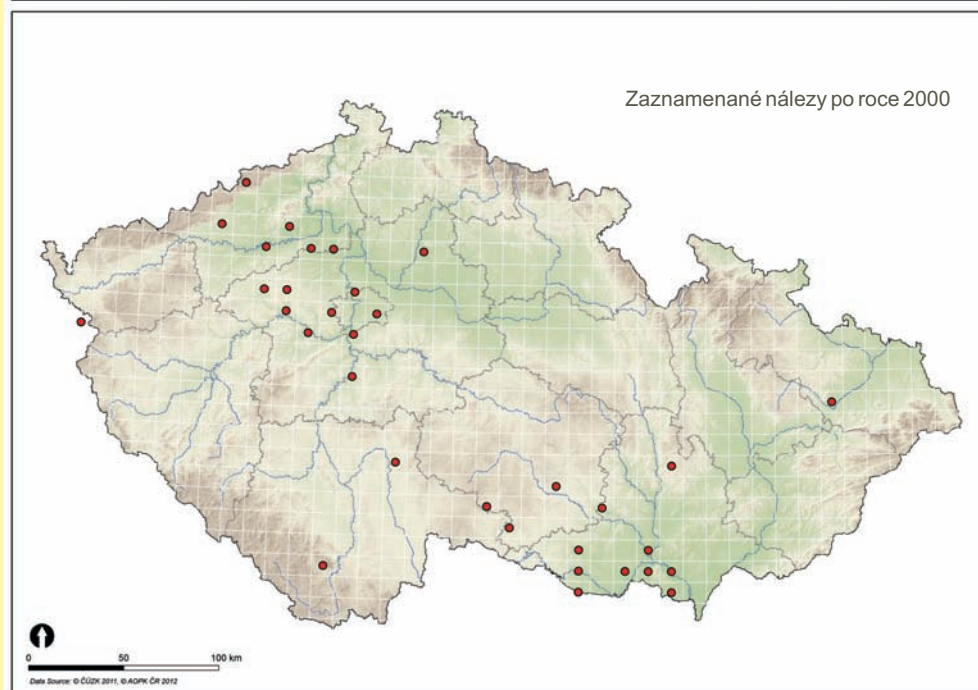 Zaznamenané nálezy po roce 2000
0 50 100 km
Data Source: © ČÚZK 2011, © AOPK ČR 2012